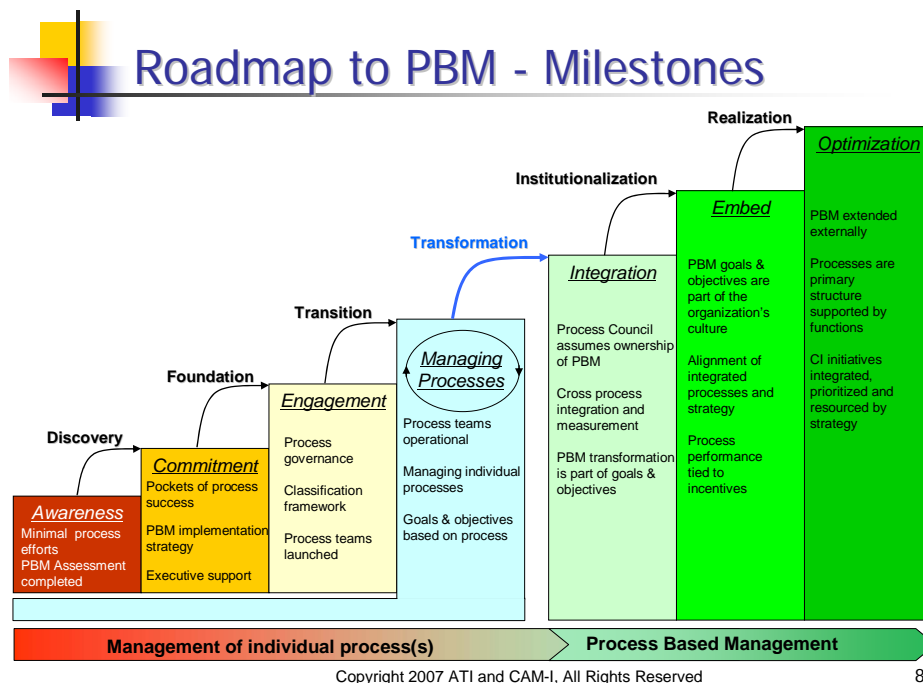 Roadmap to PBM - Milestones
Discovery
Foundation
Transition
Transformation
Institutionalization
Realization
Awareness
Minimal process
efforts
PBM Assessment
completed
Commitment
Pockets of process
success
PBM implementation
strategy
Executive support
Engagement
Process
governance
Classification
framework
Process teams
launched
Managing
Processes
Process teams
operational
Managing individual
processes
Goals & objectives
based on process
Integration
Process Council
assumes ownership
of PBM
Cross process
integration and
measurement
PBM transformation
is part of goals &
objectives
Embed
PBM goals &
objectives are
part of the
organization's
culture
Alignment of
integrated
processes and
strategy
Process
performance
tied to
incentives
Optimization
PBM extended
externally
Processes are
primary
structure
supported by
functions
CI initiatives
integrated,
prioritized and
resourced by
strategy
Management of individual process(s)
Process Based Management
Copyright 2007 ATI and CAM-I, All Rights Reserved
8